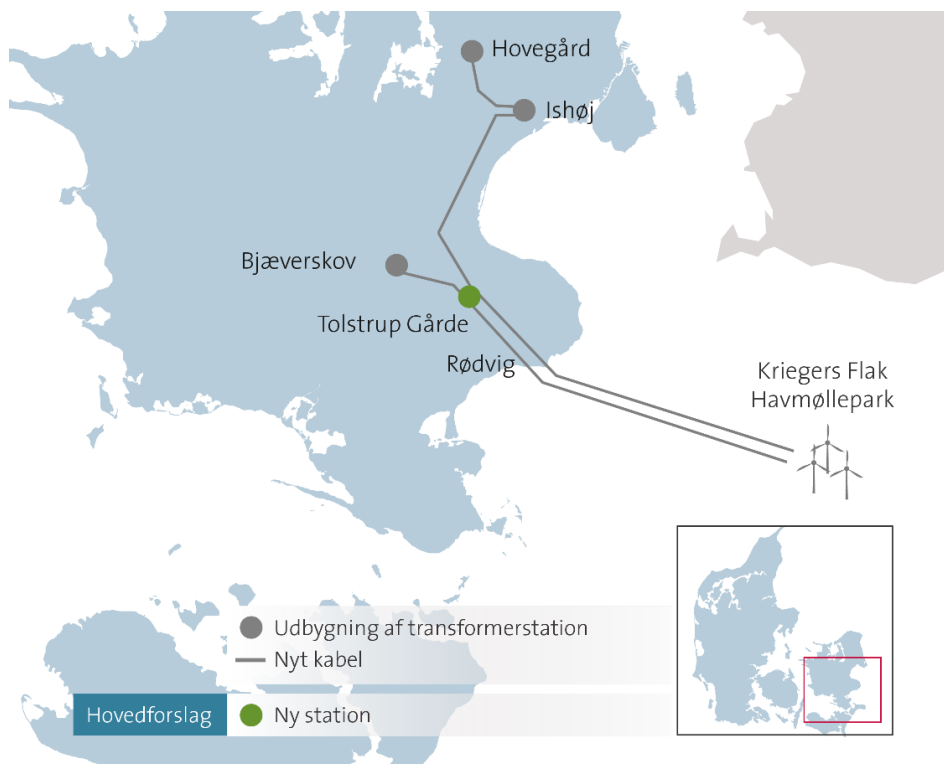 Hovegård
Ishøj
Bjæverskov
Tolstrup Gårde
Rødvig
Kriegers Flak
Havmøllepark
Udbygning af transformerstation
Nyt kabel
Hovedforslag
Ny station